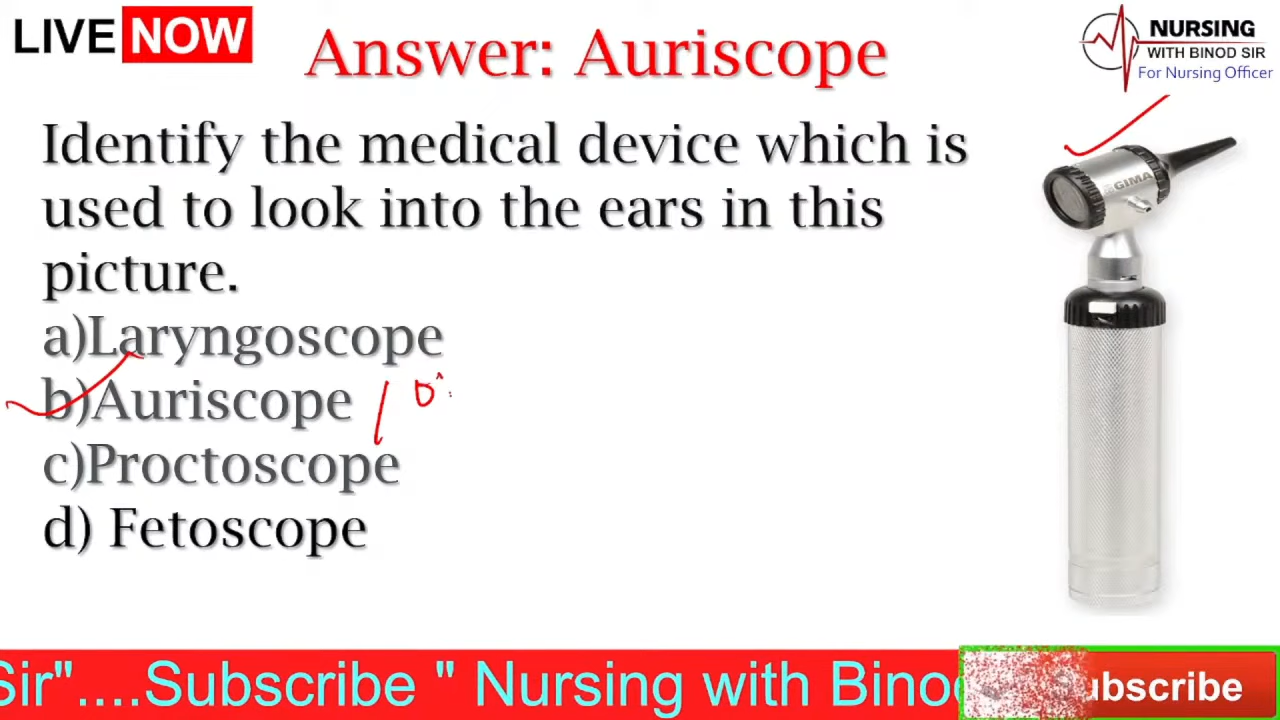 LIVE NOW
Answer: Auriscope
NURSING
WITH BINOD SIR
For Nursing Officer
Identify the medical device which is
used to look into the ears in this
picture.
a)Laryngoscope
b)Auriscope
c)Proctoscope
d) Fetoscope
GIMA
Sir"....Subscribe " Nursing with Binod
ubscribe